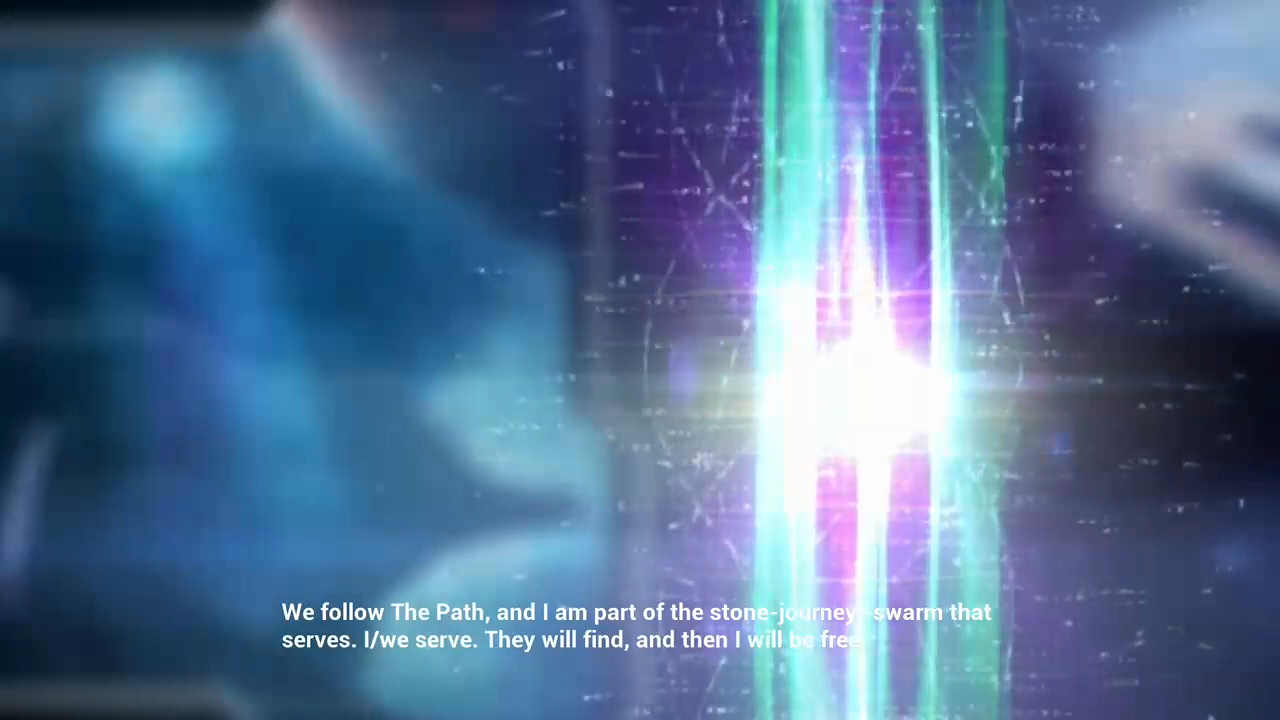 We follow The Path, and I am part of the stone-journey- swarm that
serves. I/we serve. They will find, and then I will be free